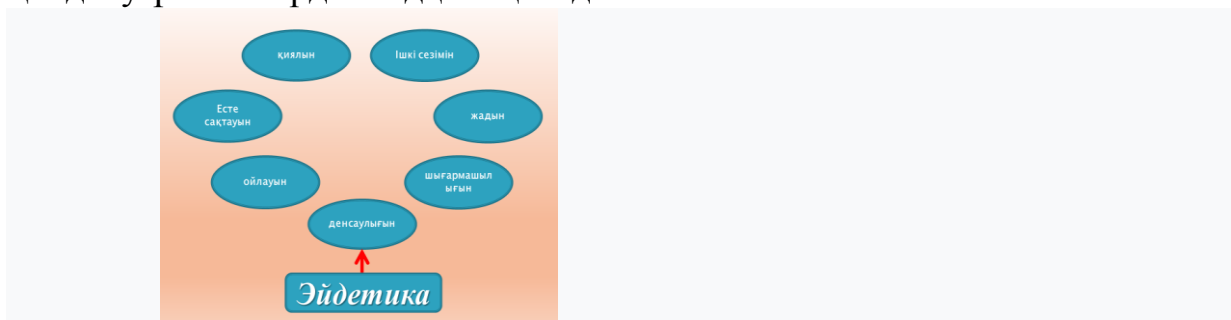 қиялын
Ішкі сезімін
Есте
сақтауын
жадын
ойлауын
шығармашыл
ығын
денсаулығын
Эйдетика